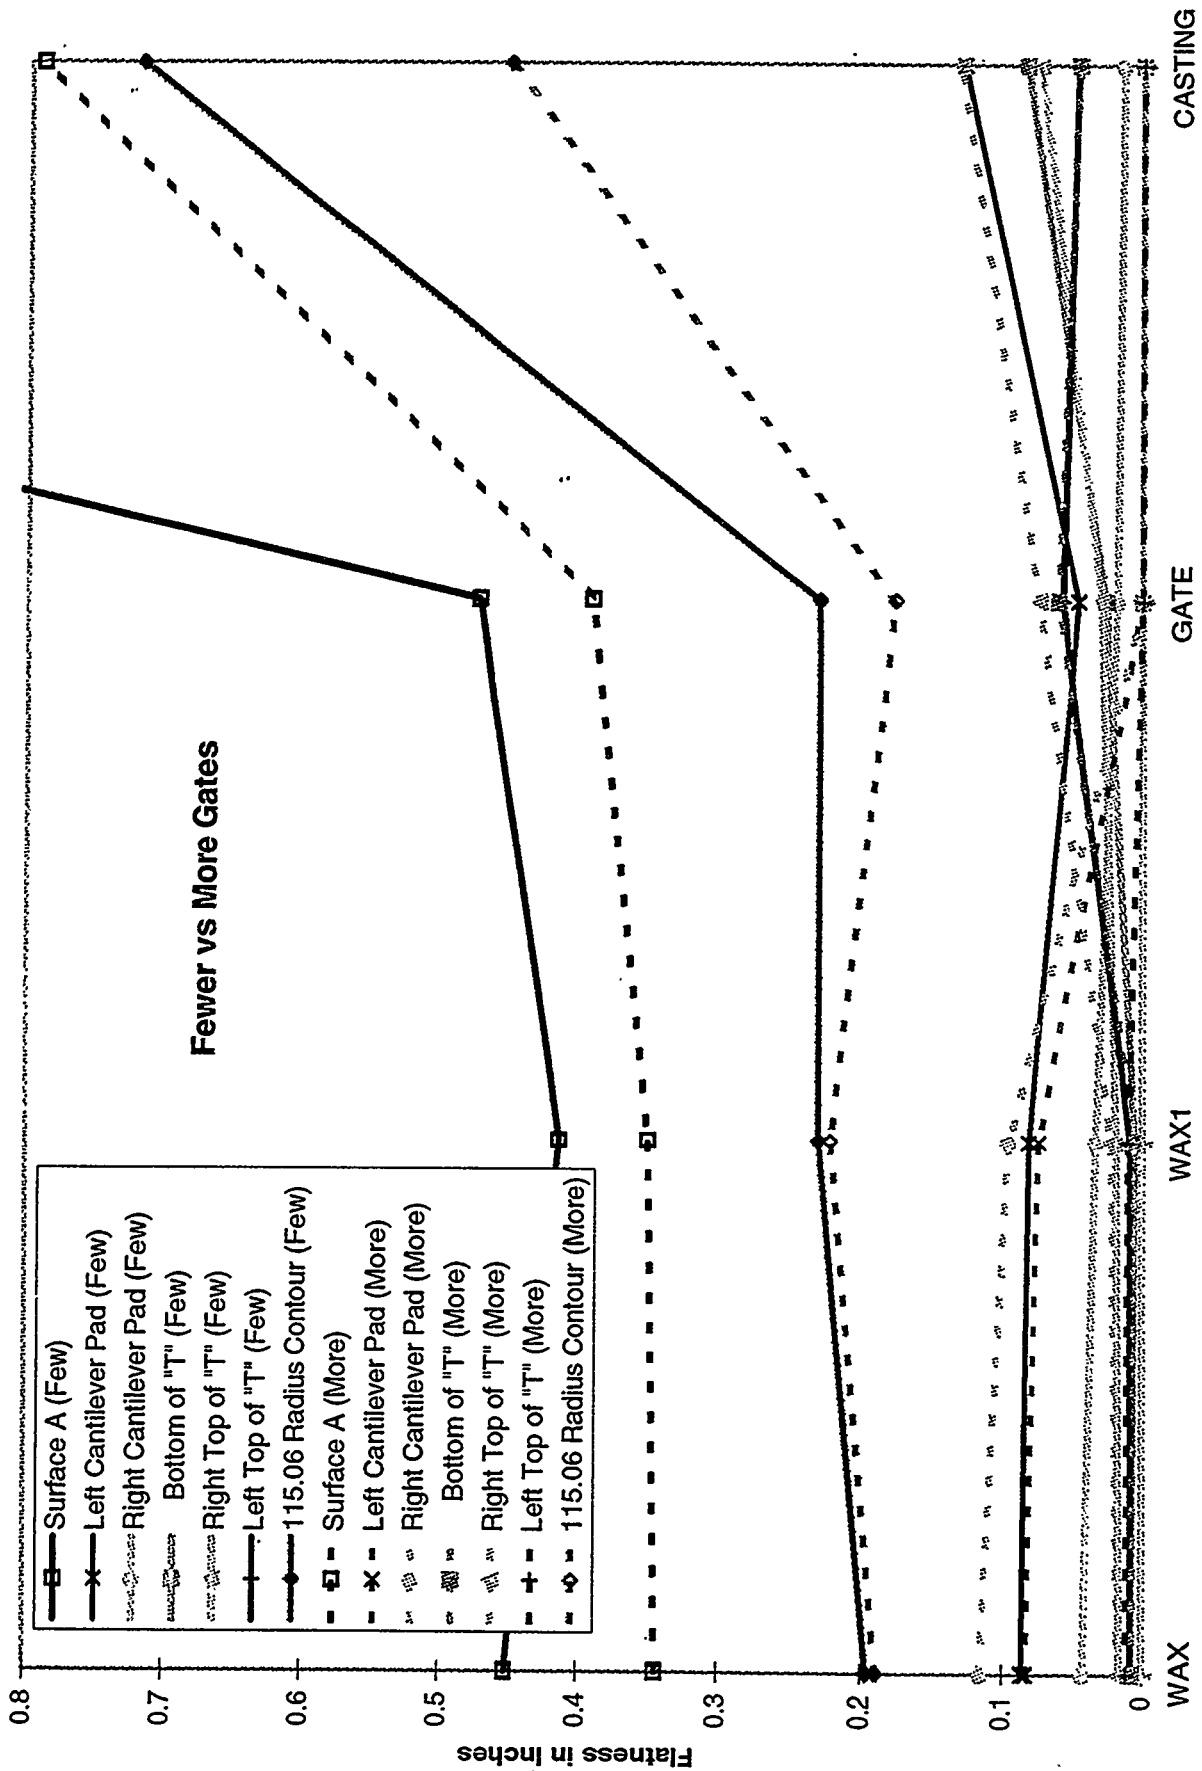 Fewer vs More Gates
Surface A (Few)
Left Cantilever Pad (Few)
Right Cantilever Pad (Few)
Bottom of "T" (Few)
Right Top of "T" (Few)
Left Top of "T" (Few)
115.06 Radius Contour (Few)
Surface A (More)
Left Cantilever Pad (More)
Right Cantilever Pad (More)
Bottom of "T" (More)
Right Top of "T" (More)
Left Top of "T" (More)
115.06 Radius Contour (More)
Flatness in Inches
0.8
0.7
0.6
0.5
0.4
0.3
0.2
0.1
0
WAX
WAX1
GATE
CASTING